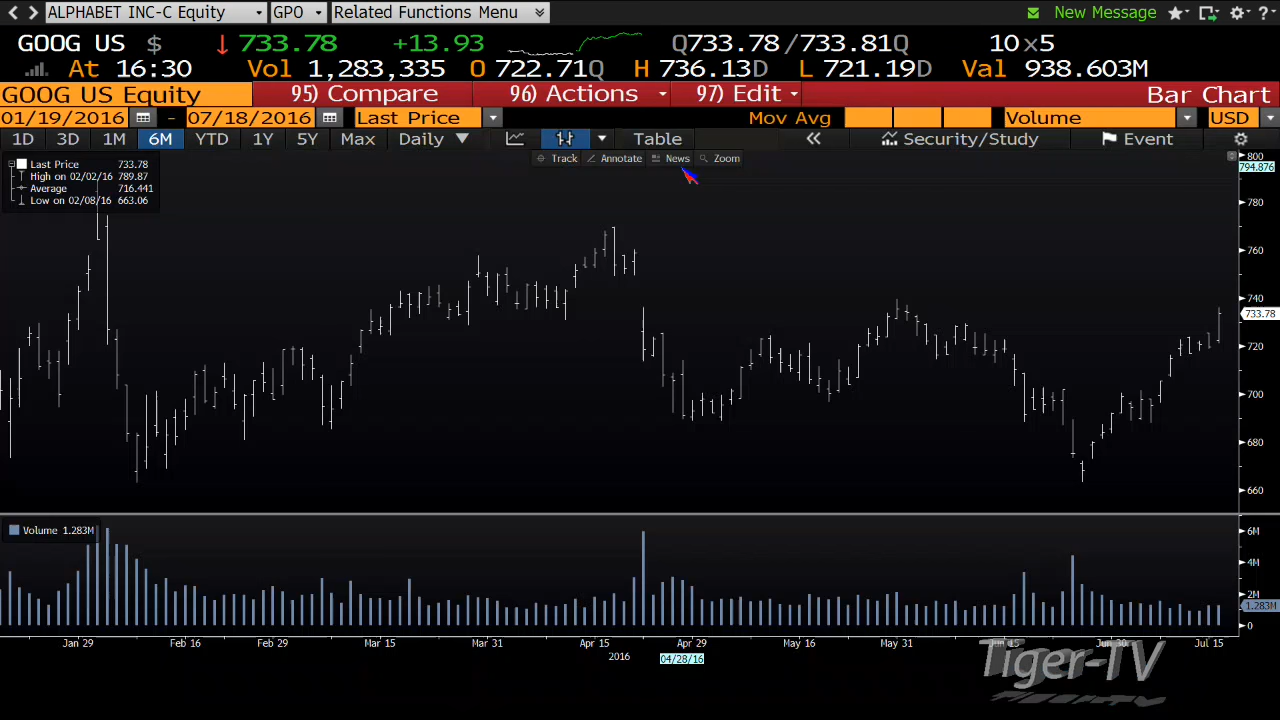 ALPHABET INC-C Equity GPO Related Functions Menu New Message ?
GOOG US $ ↓ 733.78 +13.93 Q733.78 /733.81Q 10 x 5
At 16:30 Vol 1,283,335 O 722.71Q H 736.13D L 721.19D Val 938.603M
GOOG US Equity 95) Compare 96) Actions 97) Edit Bar Chart
01/19/2016 - 07/18/2016 Last Price Mov Avg Volume USD
1D 3D 1M 6M YTD 1Y 5Y Max Daily ▼ Table « Security/Study Event
Track Annotate News Zoom
Last Price 733.78
High on 02/02/16 789.87
Average 716.441
Low on 02/08/16 663.06
800
794.876
780
760
740
733.78
720
700
680
660
Volume 1.283M
6M
4M
2M
1.283M
0
Jan 29 Feb 16 Feb 29 Mar 15 Mar 31 Apr 15 Apr 29 May 16 May 31 Jun 15 Jun 30 Jul 15
2016 04/28/16
Tiger-TV